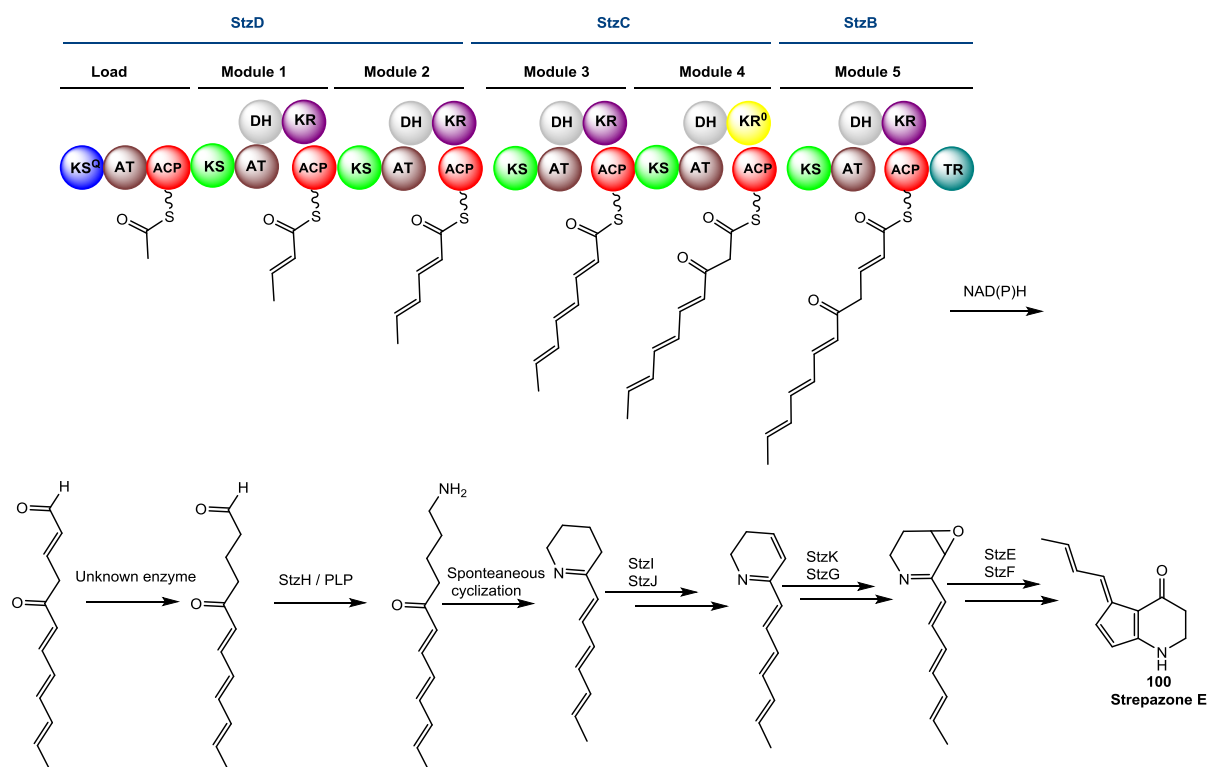 StzD StzC StzB
Load Module 1 Module 2 Module 3 Module 4 Module 5
DH KR DH KR DH KR DH KR⁰ DH KR
KSQ AT ACP KS AT ACP KS AT ACP KS AT ACP KS AT ACP KS AT ACP TR
S S S S S S
O O O O O O
O
O
NAD(P)H
H H NH2
O O O
StzI StzK StzE
Unknown enzyme StzH / PLP Sponteaneous StzJ StzG StzF
cyclization
N N N
O O O O
N
H
100
Strepazone E